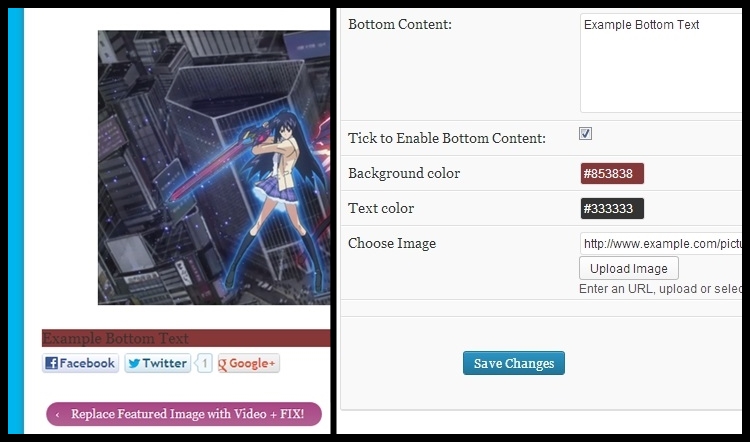 Example Bottom Text
Facebook Twitter 1 Google+
‹ Replace Featured Image with Video + FIX!
Bottom Content: Example Bottom Text
Tick to Enable Bottom Content:
Background color #853838
Text color #333333
Choose Image http://www.example.com/pictu
Upload Image
Enter an URL, upload or selec
Save Changes